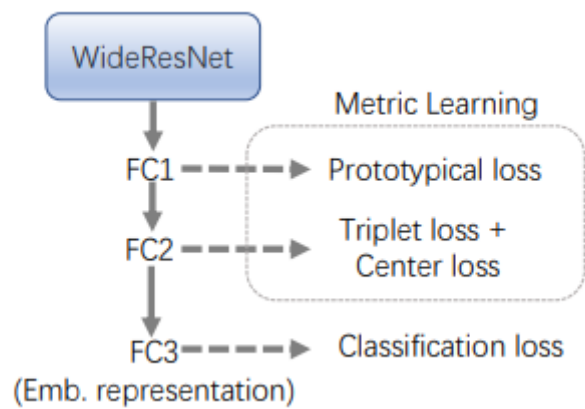 WideResNet
Metric Learning
FC1
Prototypical loss
FC2
Triplet loss +
Center loss
FC3
Classification loss
(Emb. representation)